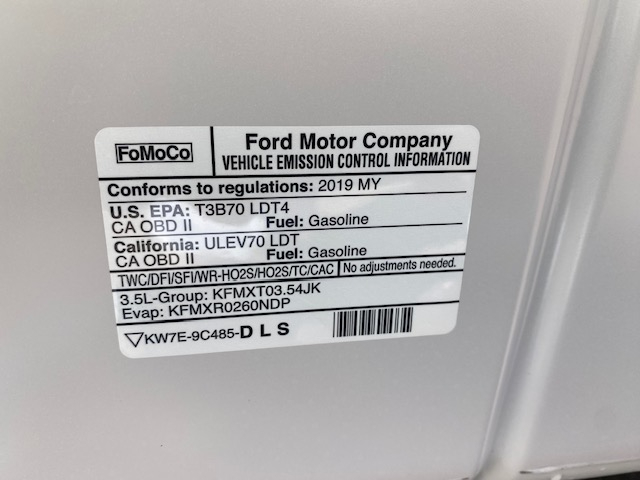 FoMoCo
Ford Motor Company
VEHICLE EMISSION CONTROL INFORMATION
Conforms to regulations: 2019 MY
U.S. EPA: T3B70 LDT4
CA OBD II Fuel: Gasoline
California: ULEV70 LDT
CA OBD II Fuel: Gasoline
TWC/DFI/SFI/WR-HO2S/HO2S/TC/CAC No adjustments needed.
3.5L-Group: KFMXT03.54JK
Evap: KFMXR0260NDP
KW7E-9C485-D L S